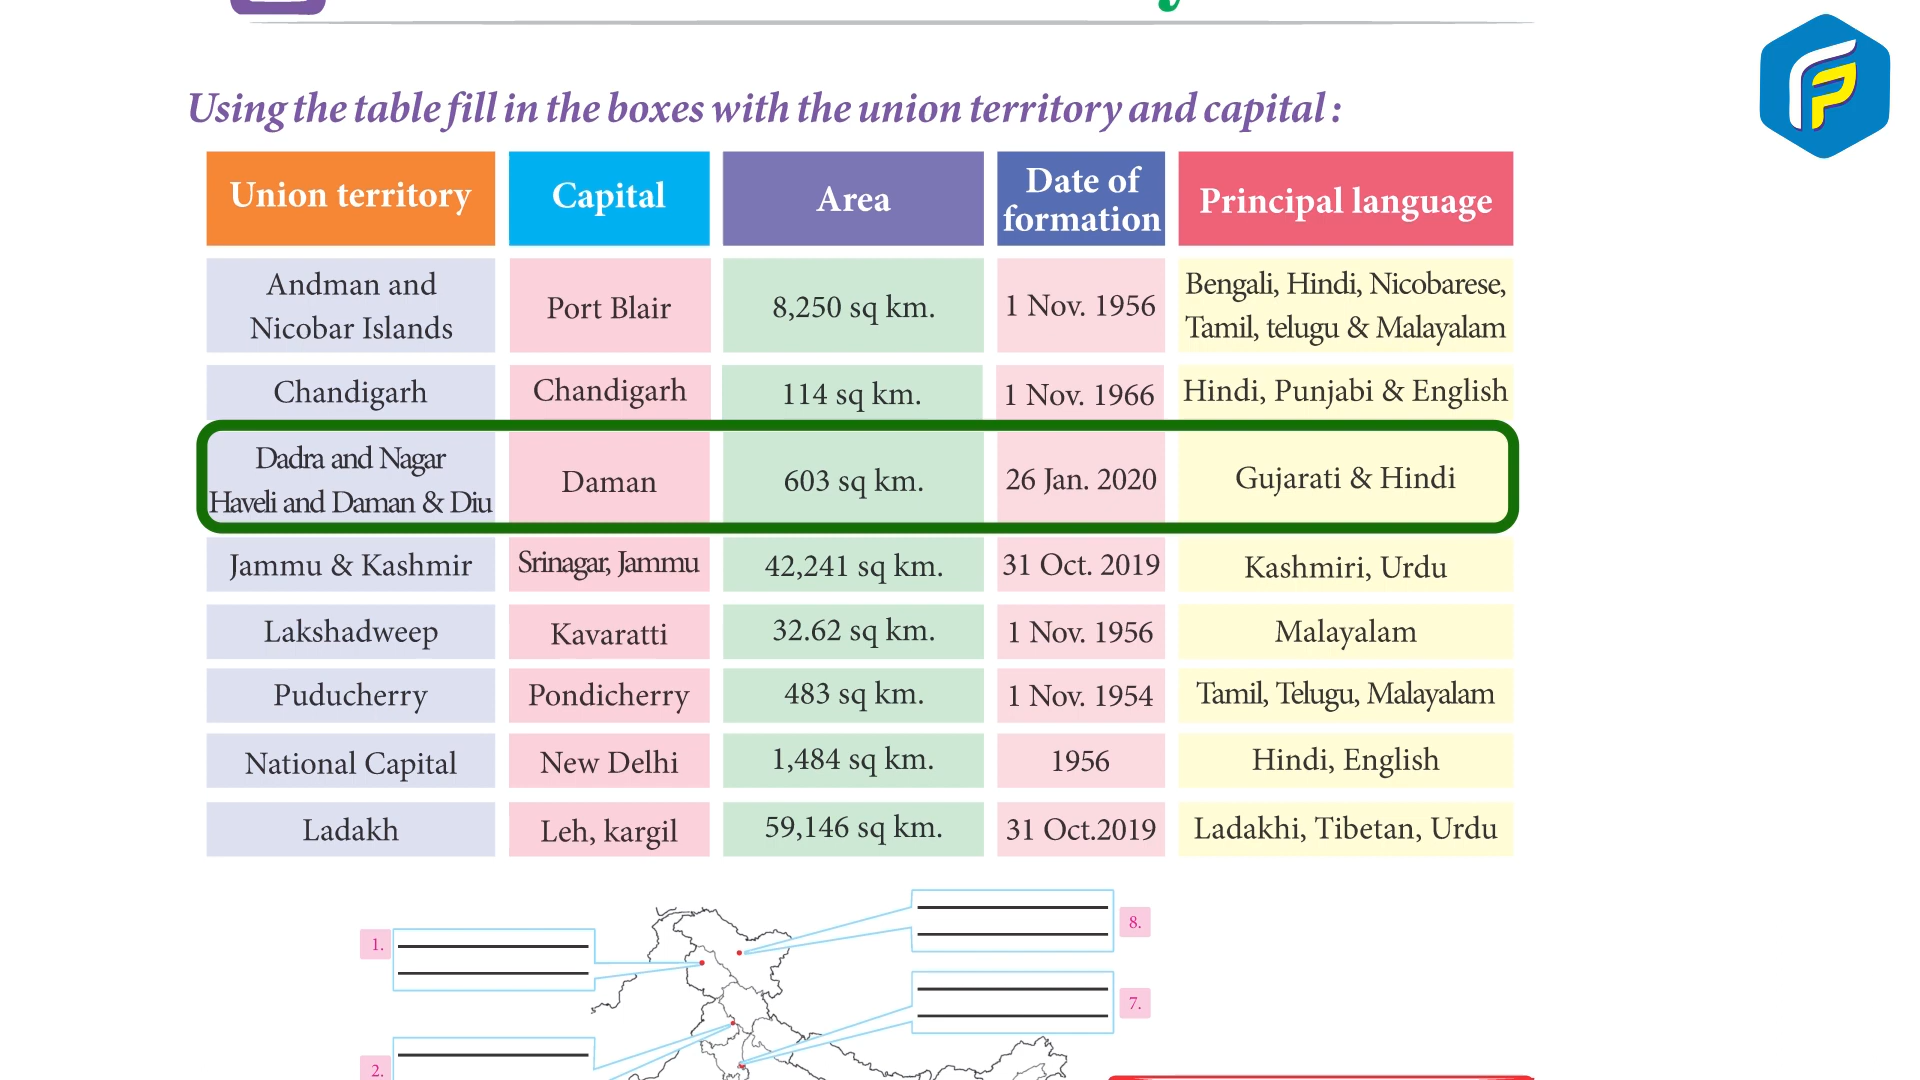 Using the table fill in the boxes with the union territory and capital :
Union territory Capital Area Date of formation Principal language
Andman and Nicobar Islands Port Blair 8,250 sq km. 1 Nov. 1956 Bengali, Hindi, Nicobarese, Tamil, telugu & Malayalam
Chandigarh Chandigarh 114 sq km. 1 Nov. 1966 Hindi, Punjabi & English
Dadra and Nagar Haveli and Daman & Diu Daman 603 sq km. 26 Jan. 2020 Gujarati & Hindi
Jammu & Kashmir Srinagar, Jammu 42,241 sq km. 31 Oct. 2019 Kashmiri, Urdu
Lakshadweep Kavaratti 32.62 sq km. 1 Nov. 1956 Malayalam
Puducherry Pondicherry 483 sq km. 1 Nov. 1954 Tamil, Telugu, Malayalam
National Capital New Delhi 1,484 sq km. 1956 Hindi, English
Ladakh Leh, kargil 59,146 sq km. 31 Oct.2019 Ladakhi, Tibetan, Urdu
8.
1.
7.
2.